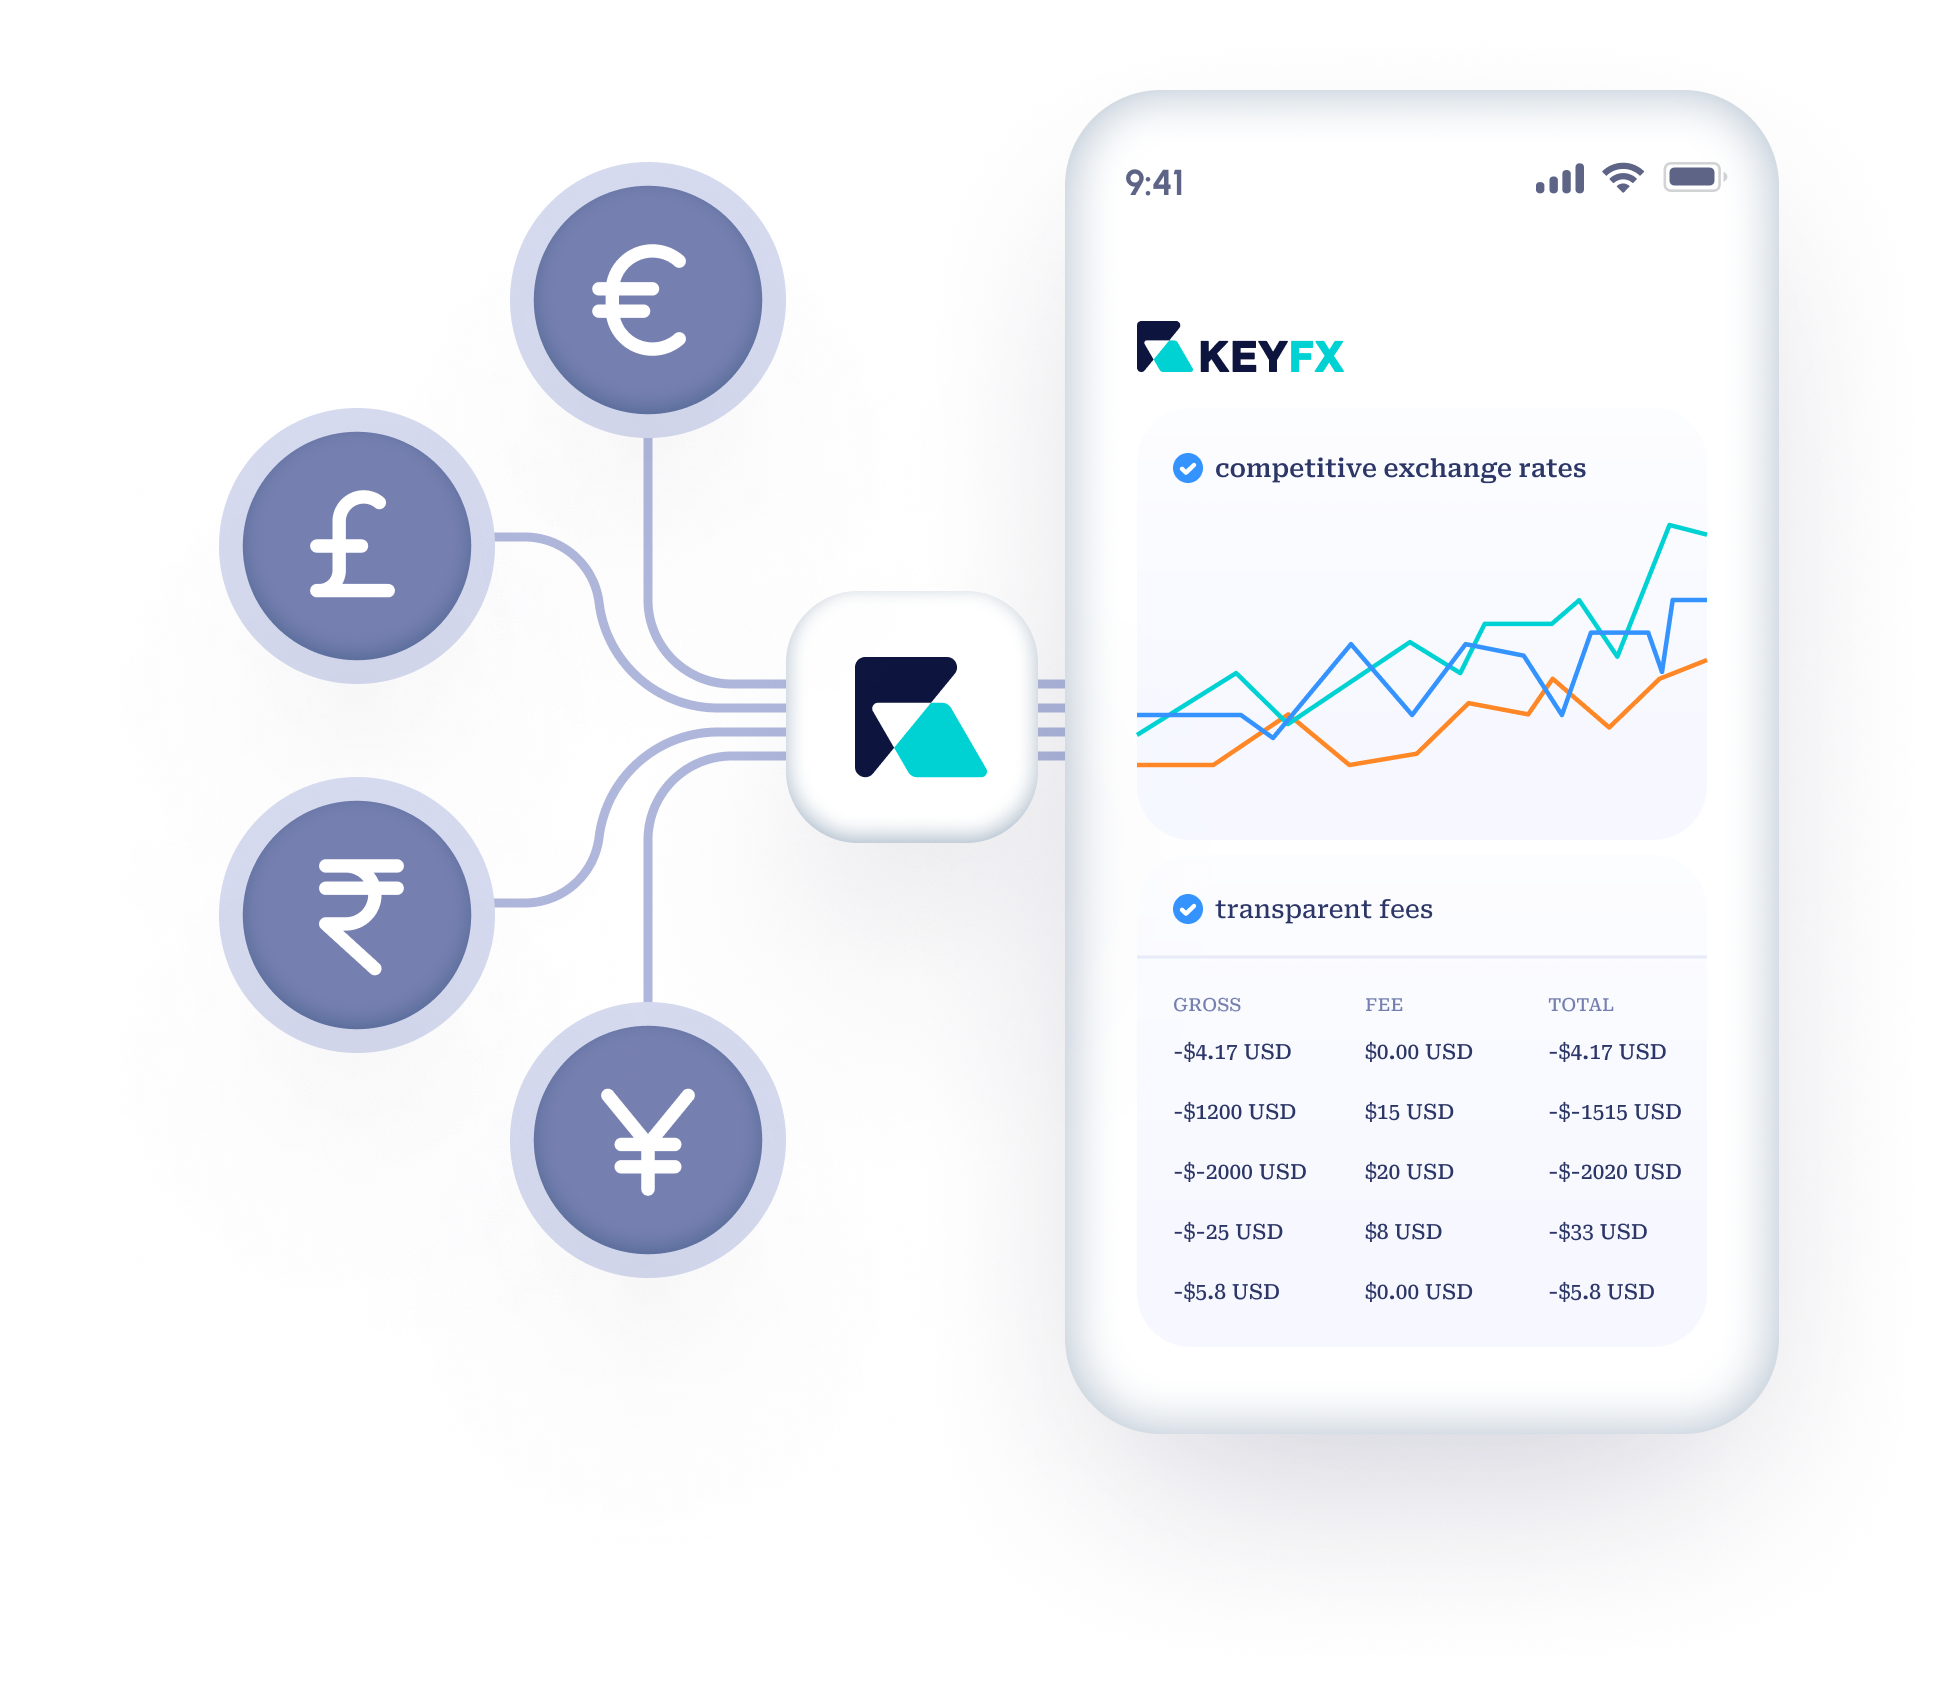 €
£
₹
¥
9:41
KEYFX
competitive exchange rates
transparent fees
GROSS FEE TOTAL
-$4.17 USD $0.00 USD -$4.17 USD
-$1200 USD $15 USD -$-1515 USD
-$-2000 USD $20 USD -$-2020 USD
-$-25 USD $8 USD -$33 USD
-$5.8 USD $0.00 USD -$5.8 USD